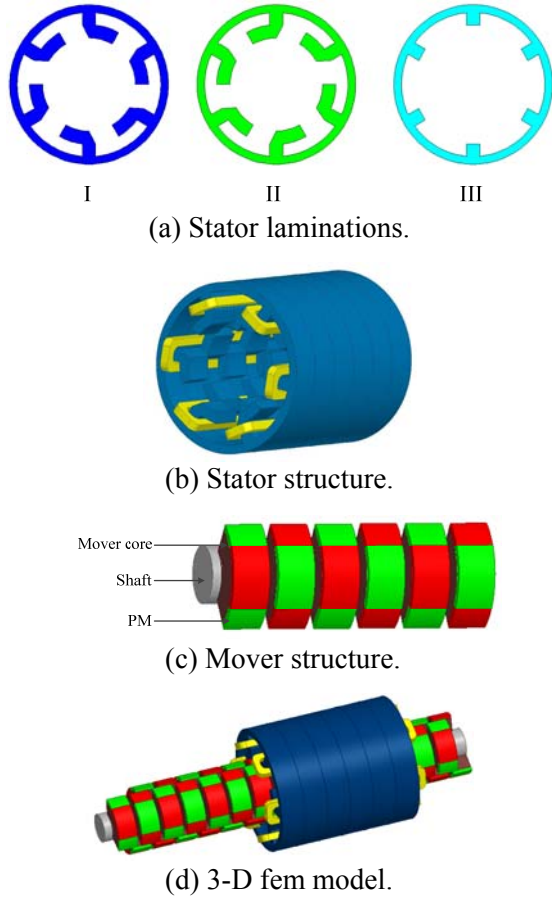 I II III
(a) Stator laminations.
(b) Stator structure.
Mover core
Shaft
PM
(c) Mover structure.
(d) 3-D fem model.